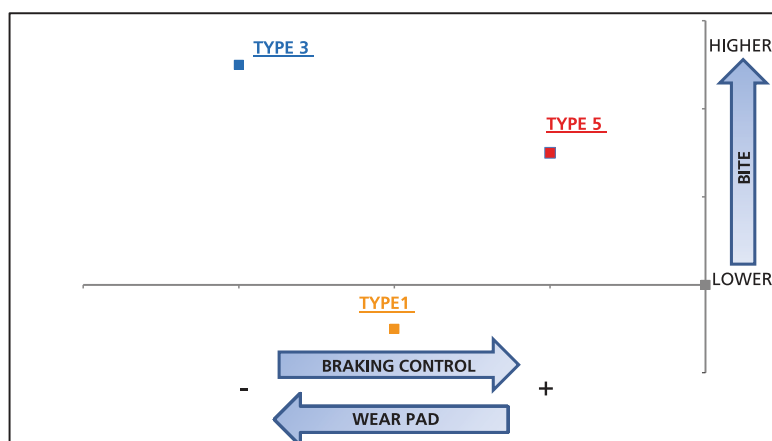 TYPE 3
HIGHER
TYPE 5
BITE
LOWER
TYPE1
BRAKING CONTROL
- +
WEAR PAD